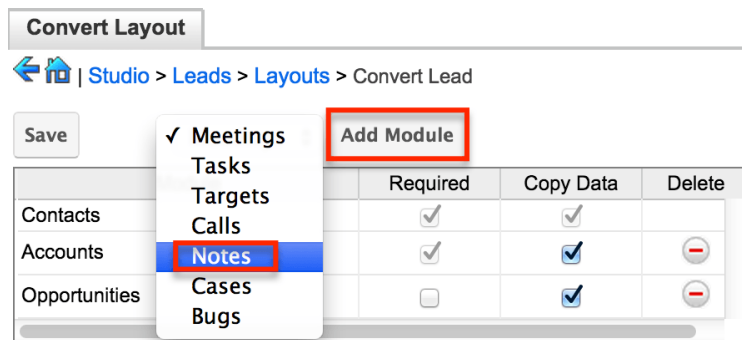 Convert Layout
| Studio > Leads > Layouts > Convert Lead
Save
✓ Meetings
Add Module
Tasks
Targets
Calls
Notes
Cases
Bugs
Required Copy Data Delete
Contacts
Accounts
Opportunities